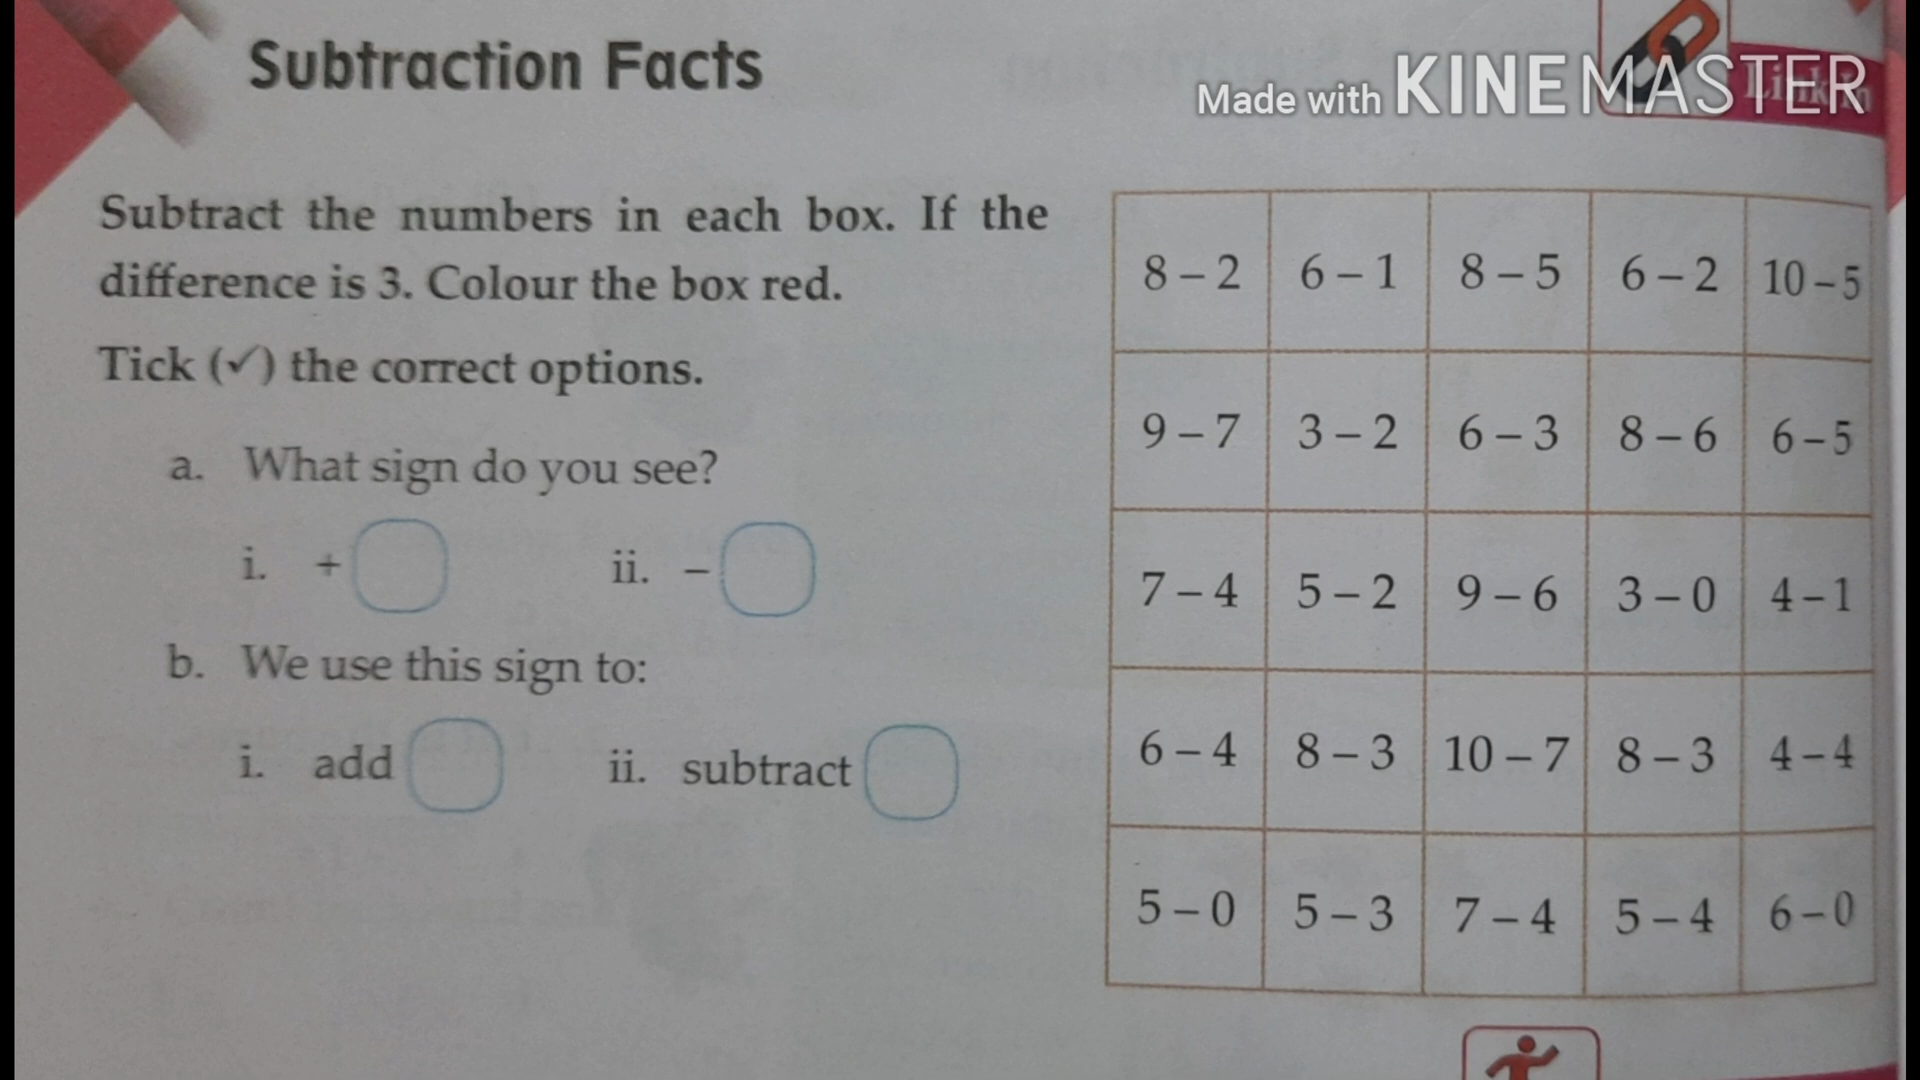 Subtraction Facts
Made with KINEMASTER
Subtract the numbers in each box. If the
difference is 3. Colour the box red.
Tick (✓) the correct options.
a. What sign do you see?
i. + ii. –
b. We use this sign to:
i. add ii. subtract
8 – 2 6 – 1 8 – 5 6 – 2 10 – 5
9 – 7 3 – 2 6 – 3 8 – 6 6 – 5
7 – 4 5 – 2 9 – 6 3 – 0 4 – 1
6 – 4 8 – 3 10 – 7 8 – 3 4 – 4
5 – 0 5 – 3 7 – 4 5 – 4 6 – 0